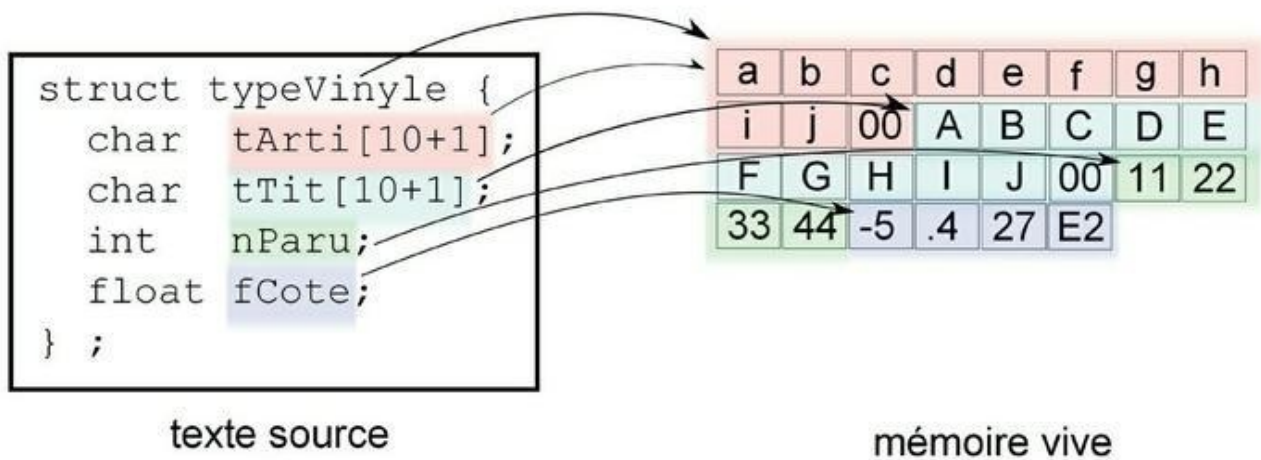 struct typeVinyle {
char tArti[10+1];
char tTit[10+1];
int nParu;
float fCote;
} ;
texte source
a b c d e f g h
i j 00 A B C D E
F G H I J 00 11 22
33 44 -5 .4 27 E2
mémoire vive